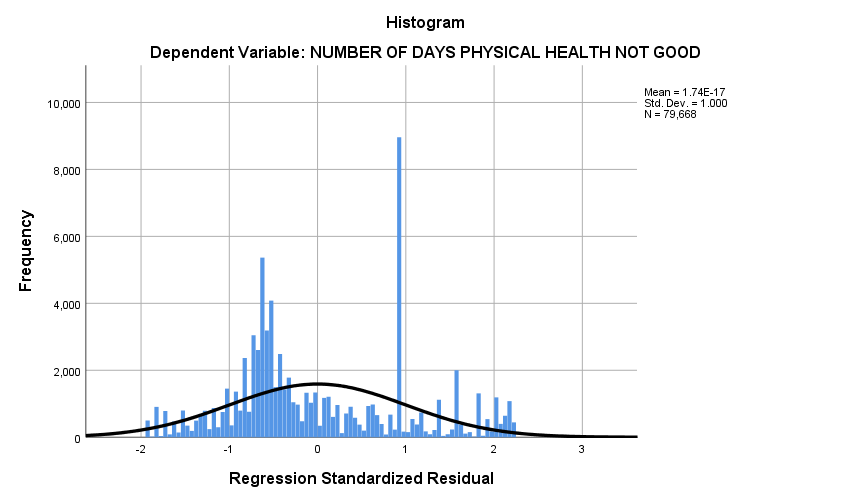 Histogram
Dependent Variable: NUMBER OF DAYS PHYSICAL HEALTH NOT GOOD
Mean = 1.74E-17
Std. Dev. = 1.000
N = 79,668
10,000
8,000
6,000
4,000
2,000
0
Frequency
-2 -1 0 1 2 3
Regression Standardized Residual